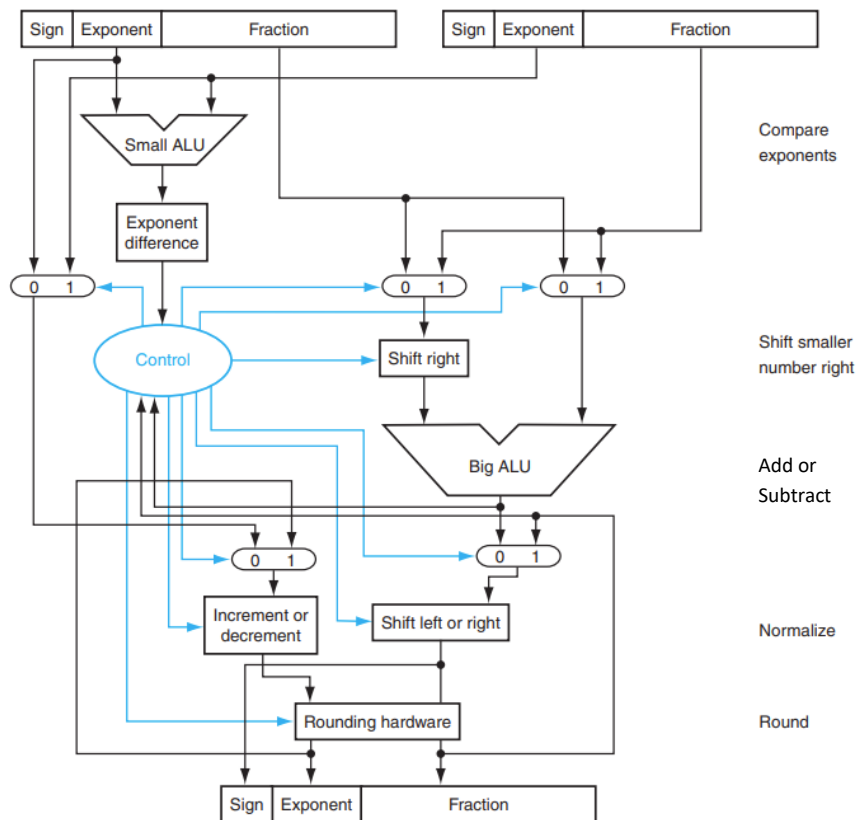 Sign Exponent Fraction
Sign Exponent Fraction
Small ALU
Compare
exponents
Exponent
difference
0 1
0 1
0 1
Control
Shift right
Shift smaller
number right
Big ALU
Add or
Subtract
0 1
0 1
Increment or
decrement
Shift left or right
Normalize
Rounding hardware
Round
Sign Exponent Fraction